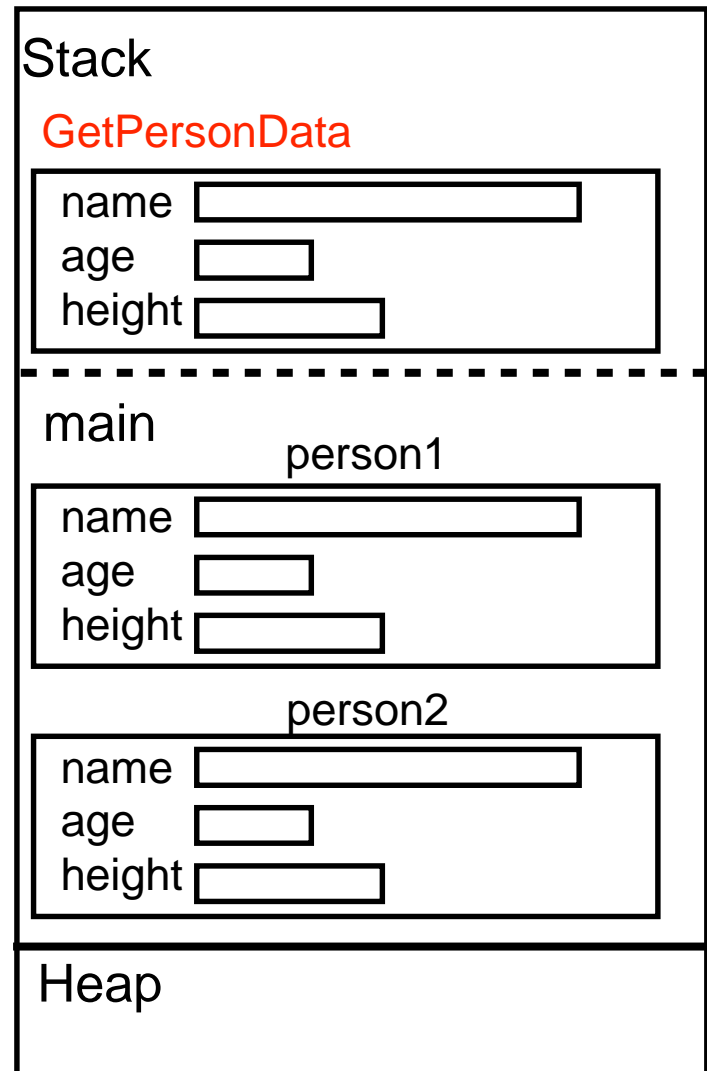 Stack
GetPersonData
name
age
height
main
person1
name
age
height
person2
name
age
height
Heap